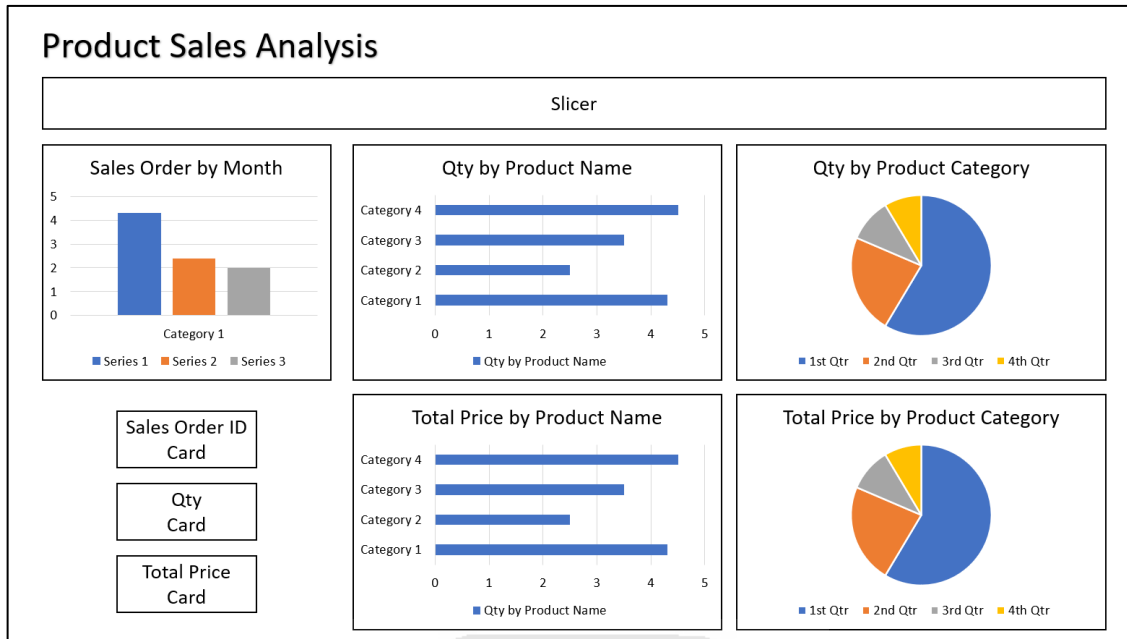 Product Sales Analysis
Slicer
Sales Order by Month
5
4
3
2
1
0
Category 1
Series 1 Series 2 Series 3
Qty by Product Name
Category 4
Category 3
Category 2
Category 1
0 1 2 3 4 5
Qty by Product Name
Qty by Product Category
1st Qtr 2nd Qtr 3rd Qtr 4th Qtr
Sales Order ID
Card
Qty
Card
Total Price
Card
Total Price by Product Name
Category 4
Category 3
Category 2
Category 1
0 1 2 3 4 5
Qty by Product Name
Total Price by Product Category
1st Qtr 2nd Qtr 3rd Qtr 4th Qtr